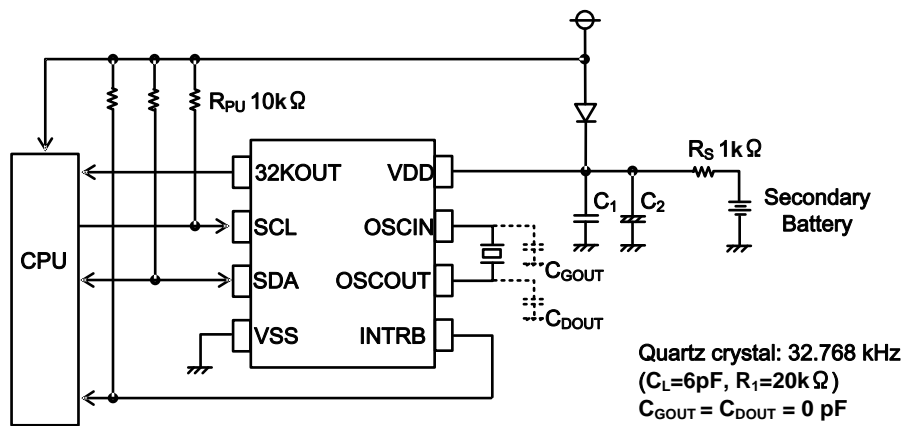 R_PU 10kΩ
R_S 1kΩ
32KOUT
VDD
C_1
C_2
Secondary
Battery
SCL
OSCIN
CPU
C_GOUT
SDA
OSCOUT
C_DOUT
VSS
INTRB
Quartz crystal: 32.768 kHz
(C_L=6pF, R_1=20kΩ)
C_GOUT = C_DOUT = 0 pF